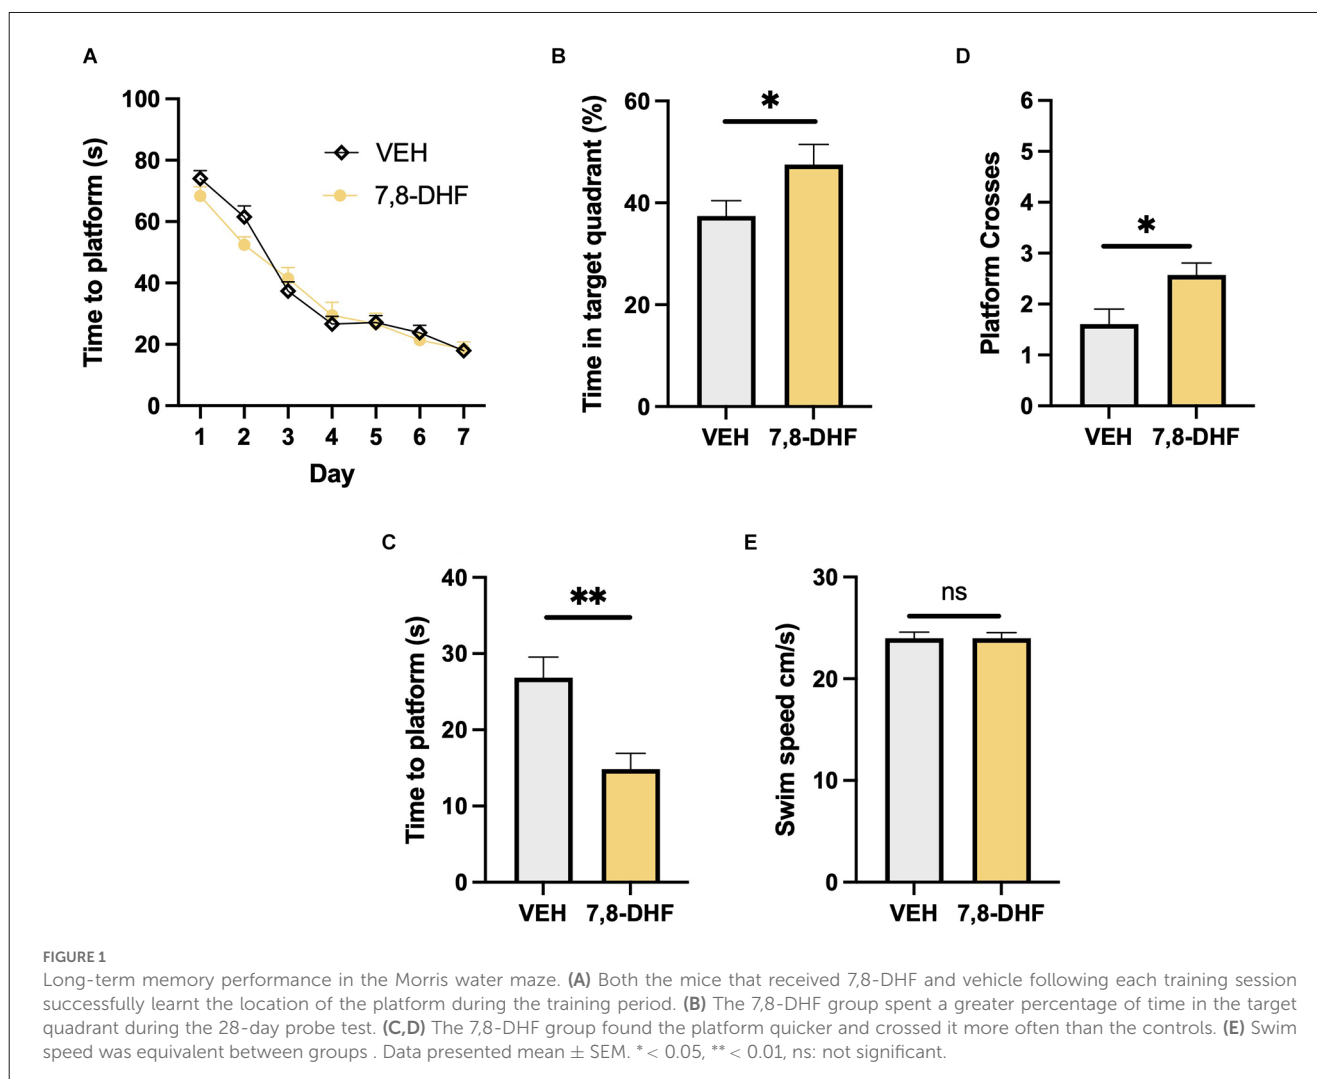 A
Time to platform (s)
100
80
60
40
20
0
VEH
7,8-DHF
1 2 3 4 5 6 7
Day
B
Time in target quadrant (%)
60
40
20
0
*
VEH 7,8-DHF
D
Platform Crosses
6
5
4
3
2
1
0
*
VEH 7,8-DHF
C
Time to platform (s)
40
30
20
10
0
**
VEH 7,8-DHF
E
Swim speed cm/s)
30
20
10
0
ns
VEH 7,8-DHF
FIGURE 1
Long-term memory performance in the Morris water maze. (A) Both the mice that received 7,8-DHF and vehicle following each training session
successfully learnt the location of the platform during the training period. (B) The 7,8-DHF group spent a greater percentage of time in the target
quadrant during the 28-day probe test. (C,D) The 7,8-DHF group found the platform quicker and crossed it more often than the controls. (E) Swim
speed was equivalent between groups . Data presented mean ± SEM. * < 0.05, ** < 0.01, ns: not significant.